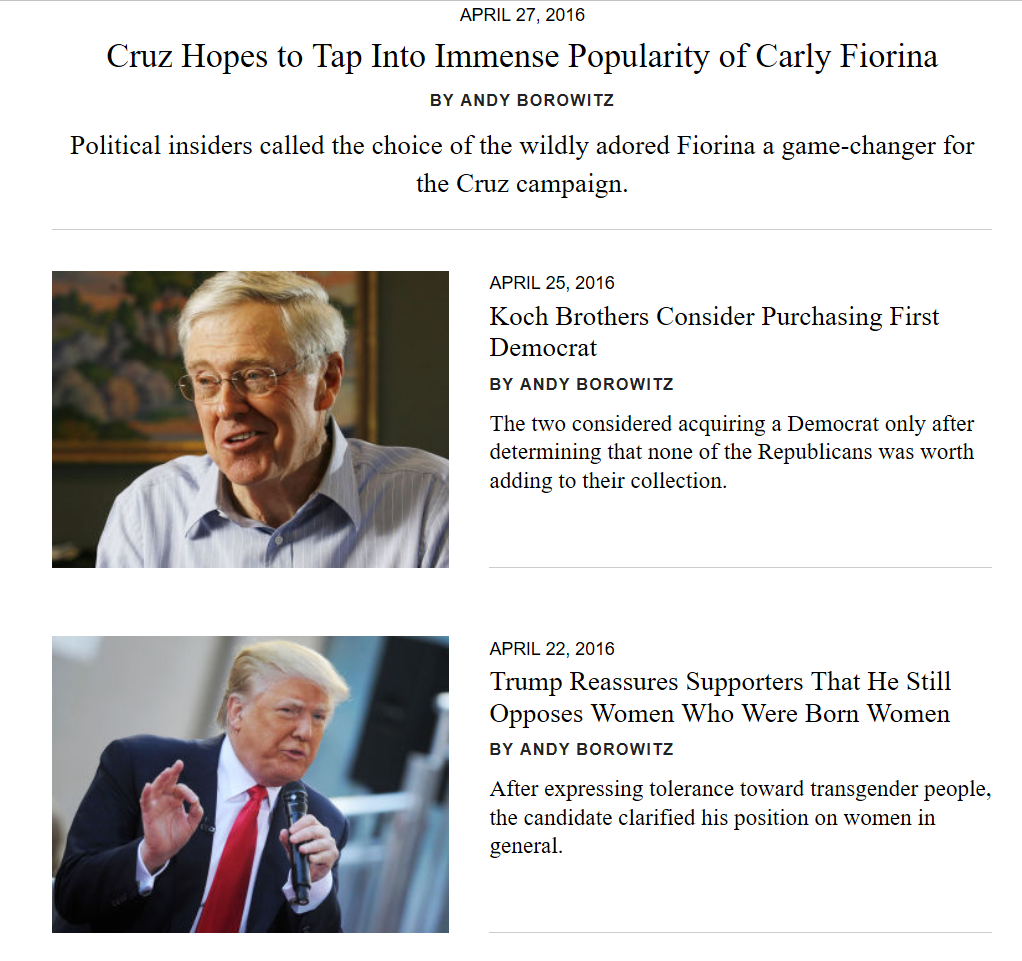 APRIL 27, 2016
Cruz Hopes to Tap Into Immense Popularity of Carly Fiorina
BY ANDY BOROWITZ
Political insiders called the choice of the wildly adored Fiorina a game-changer for
the Cruz campaign.
APRIL 25, 2016
Koch Brothers Consider Purchasing First
Democrat
BY ANDY BOROWITZ
The two considered acquiring a Democrat only after
determining that none of the Republicans was worth
adding to their collection.
APRIL 22, 2016
Trump Reassures Supporters That He Still
Opposes Women Who Were Born Women
BY ANDY BOROWITZ
After expressing tolerance toward transgender people,
the candidate clarified his position on women in
general.